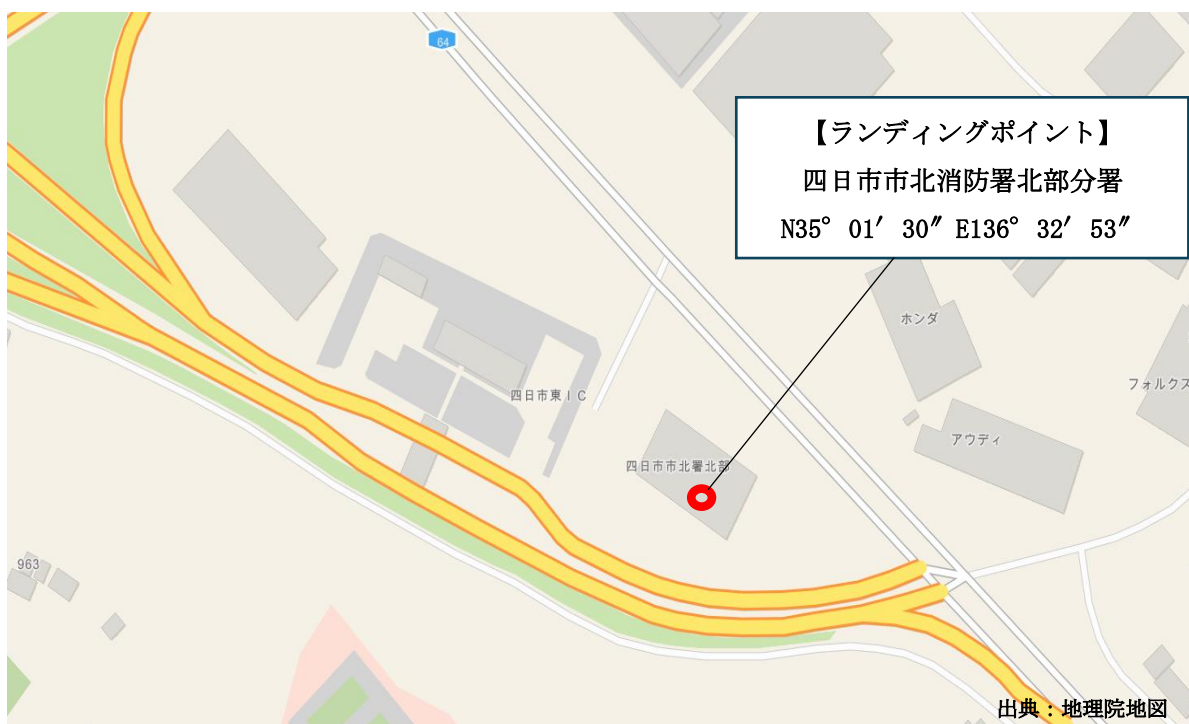 64
【ランディングポイント】
四日市市北消防署北部分署
N35° 01′ 30″ E136° 32′ 53″
ホンダ
フォルクス
四日市東IC
アウディ
四日市市北署北部
963
出典：地理院地図